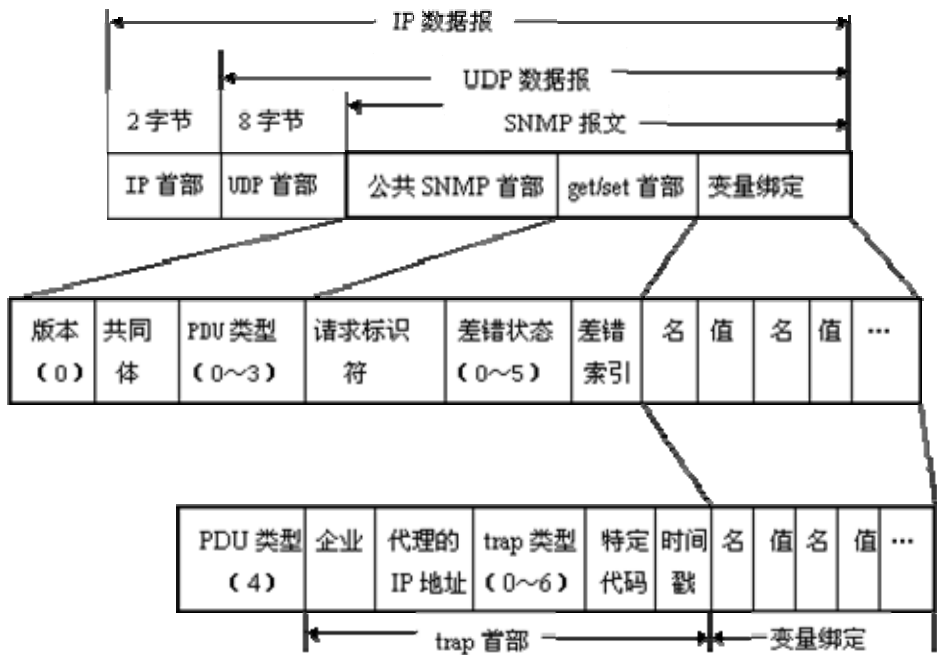 IP 数据报
UDP 数据报
2 字节 8 字节 SNMP 报文
IP 首部 UDP 首部 公共 SNMP 首部 get/set 首部 变量绑定
版本 共同 PDU 类型 请求标识 差错状态 差错 名 值 名 值 …
(0) 体 (0～3) 符 (0～5) 索引
PDU 类型 企业 代理的 trap 类型 特定 时间 名 值 名 值 …
(4) IP 地址 (0～6) 代码 戳
trap 首部 变量绑定